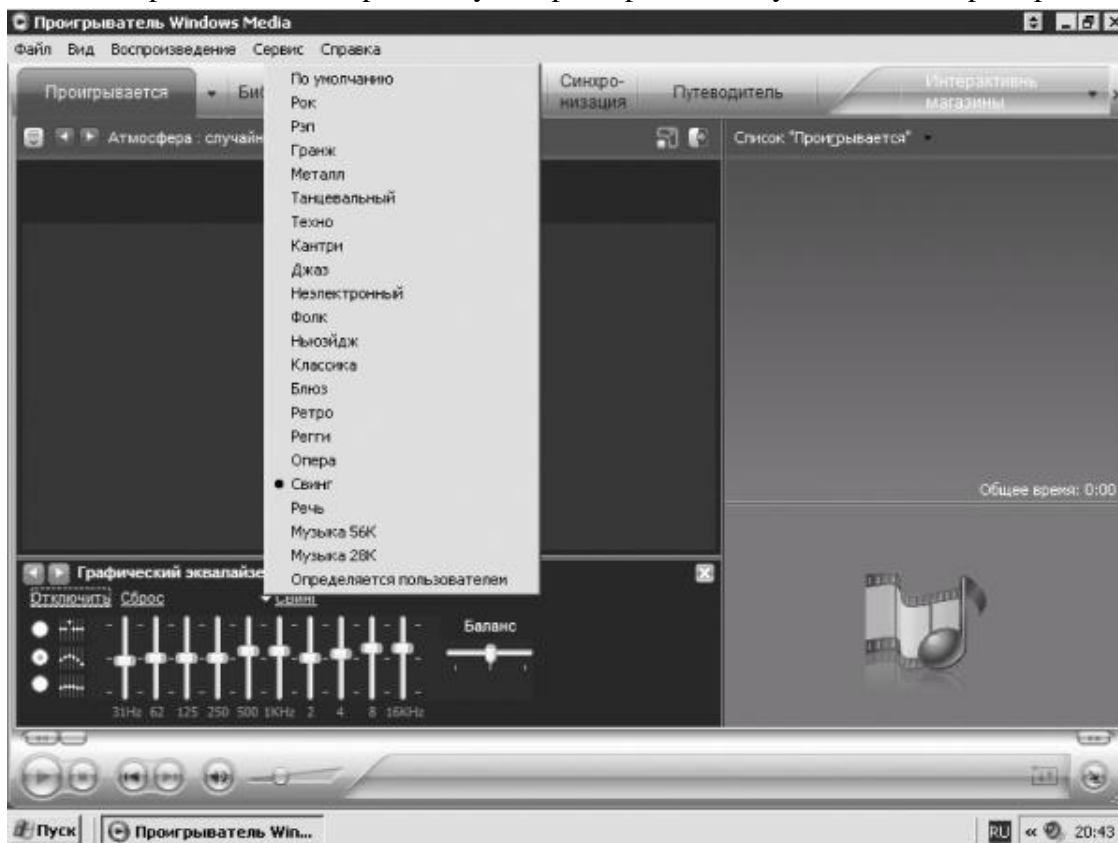 Проигрыватель Windows Media
Файл Вид Воспроизведение Сервис Справка
Проигрывается
Синхро-
низация
Путеводитель
Интерактивнь
магазины
Атмосфера : случайн
Список "Проигрывается"
По умолчанию
Рок
Рэп
Гранж
Металл
Танцевальный
Техно
Кантри
Джаз
Неэлектронный
Фолк
Ньюэйдж
Классика
Блюз
Ретро
Регги
Опера
Свинг
Речь
Музыка 56K
Музыка 28K
Определяется пользователем
Общее время: 0:00
Графический эквалайзе
Отключить Сброс Свинг
Баланс
31Hz 62 125 250 500 1KHz 2 4 8 16KHz
Пуск
Проигрыватель Win...
RU
«
20:43